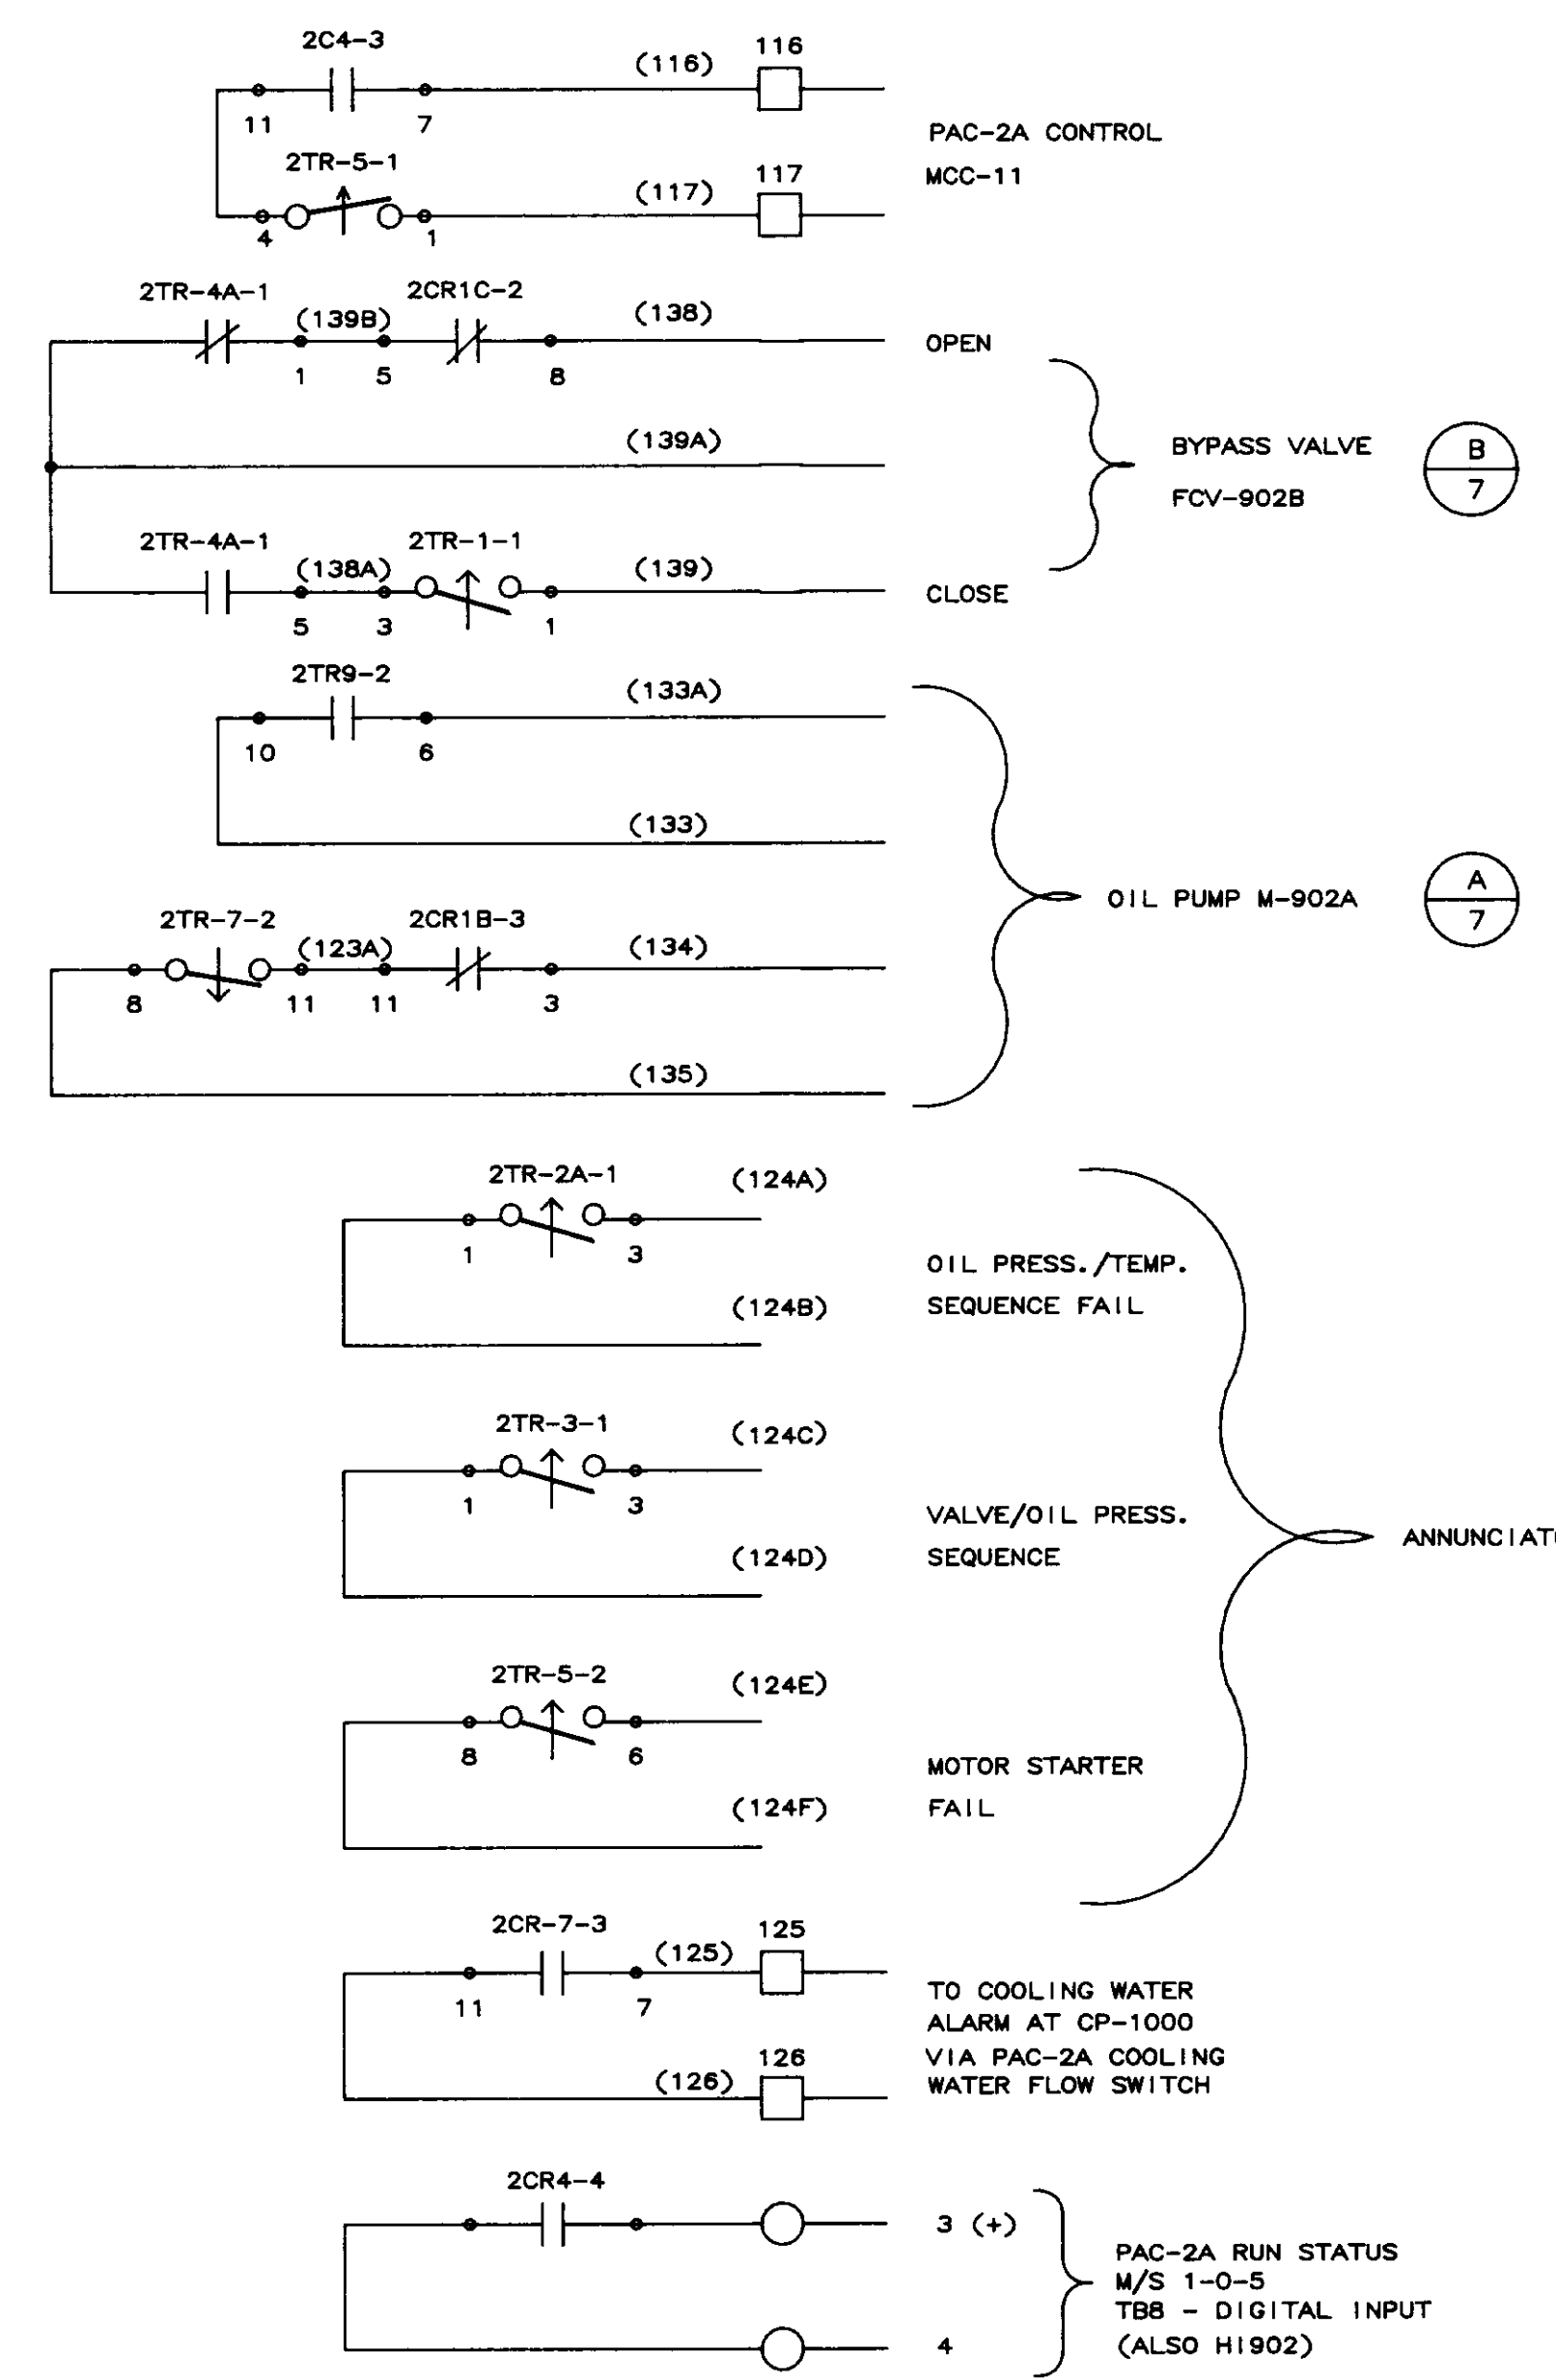 2C4-3
(116)
116
11
7
PAC-2A CONTROL
MCC-11
2TR-5-1
(117)
117
4
1
2TR-4A-1
(139B)
2CR1C-2
(138)
OPEN
1
5
8
(139A)
BYPASS VALVE
FCV-902B
B
7
2TR-4A-1
(138A)
2TR-1-1
(139)
CLOSE
5
3
1
2TR9-2
(133A)
10
6
(133)
OIL PUMP M-902A
A
7
2TR-7-2
(123A)
2CR1B-3
(134)
8
11
11
3
(135)
2TR-2A-1
(124A)
1
3
OIL PRESS./TEMP.
SEQUENCE FAIL
(124B)
2TR-3-1
(124C)
1
3
VALVE/OIL PRESS.
SEQUENCE
(124D)
ANNUNCIAT
2TR-5-2
(124E)
8
6
MOTOR STARTER
FAIL
(124F)
2CR-7-3
(125)
125
11
7
TO COOLING WATER
ALARM AT CP-1000
VIA PAC-2A COOLING
WATER FLOW SWITCH
(126)
126
2CR4-4
3 (+)
4
PAC-2A RUN STATUS
M/S 1-0-5
TB8 - DIGITAL INPUT
(ALSO HI902)